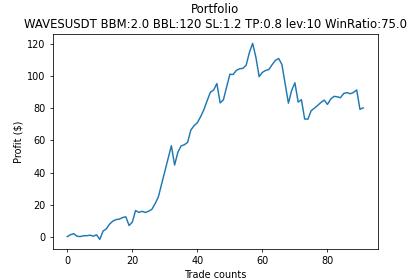 Portfolio
WAVESUSDT BBM:2.0 BBL:120 SL:1.2 TP:0.8 lev:10 WinRatio:75.0
120
100
80
60
40
20
0
Profit ($)
0 20 40 60 80
Trade counts